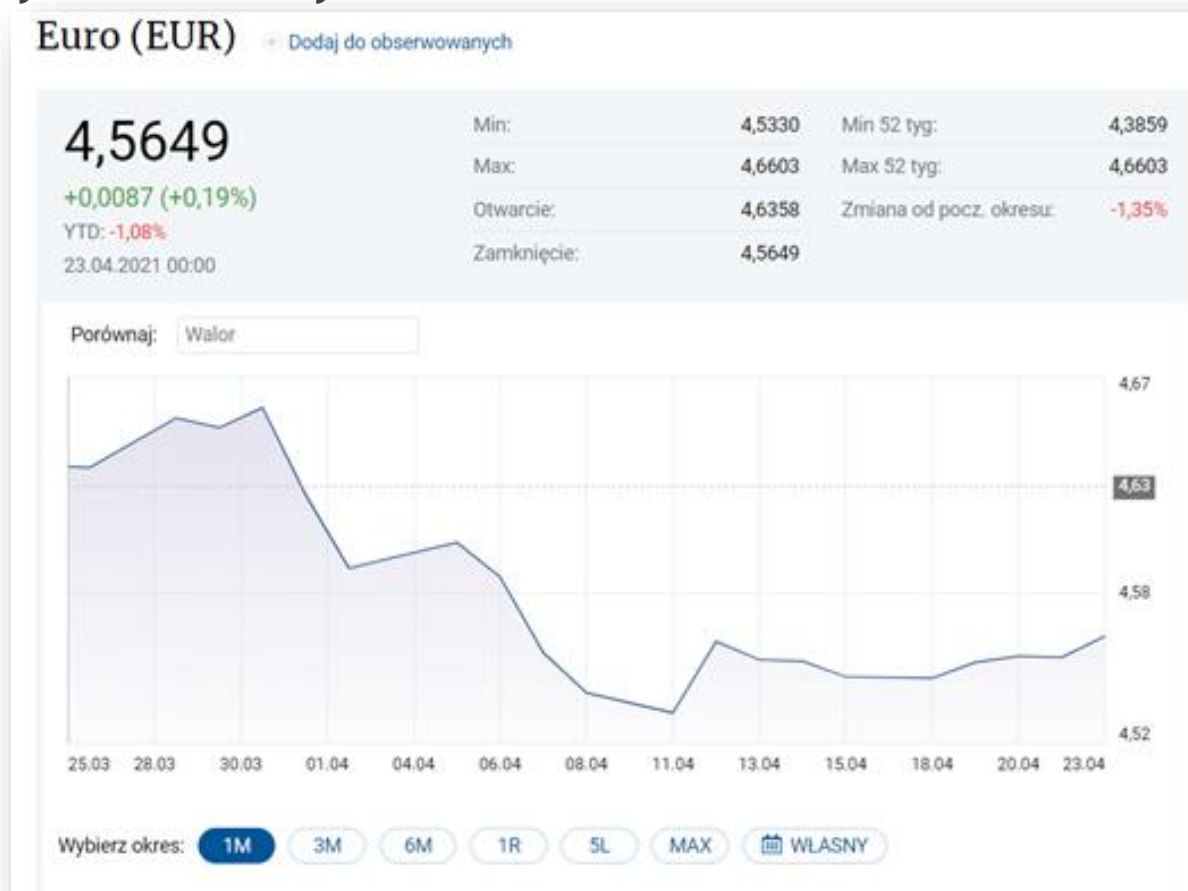 Euro (EUR) + Dodaj do obserwowanych
4,5649
+0,0087 (+0,19%)
YTD: -1,08%
23.04.2021 00:00
Min: 4,5330
Max: 4,6603
Otwarcie: 4,6358
Zamknięcie: 4,5649
Min 52 tyg: 4,3859
Max 52 tyg: 4,6603
Zmiana od pocz. okresu: -1,35%
Porównaj: Walor
4,67
4,63
4,58
4,52
25.03 28.03 30.03 01.04 04.04 06.04 08.04 11.04 13.04 15.04 18.04 20.04 23.04
Wybierz okres: 1M 3M 6M 1R 5L MAX WŁASNY